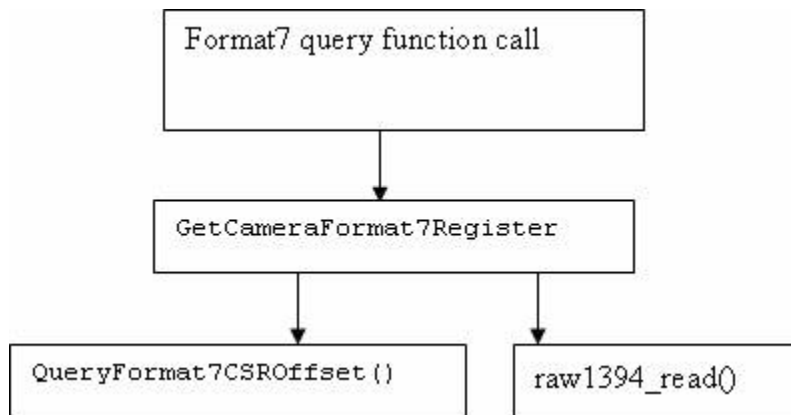 Format7 query function call
GetCameraFormat7Register
QueryFormat7CSROffset()
raw1394_read()